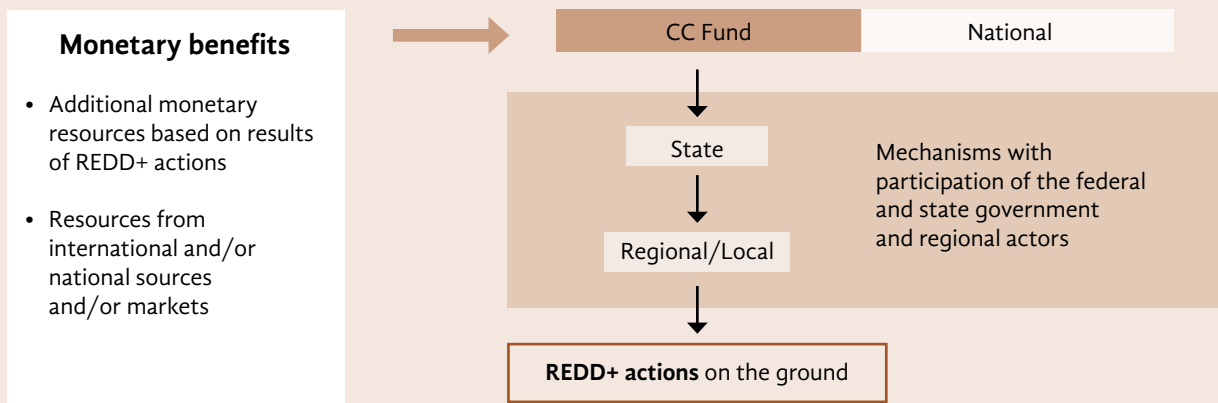 Monetary benefits
• Additional monetary
resources based on results
of REDD+ actions
• Resources from
international and/or
national sources
and/or markets
CC Fund
National
State
Regional/Local
Mechanisms with
participation of the federal
and state government
and regional actors
REDD+ actions on the ground